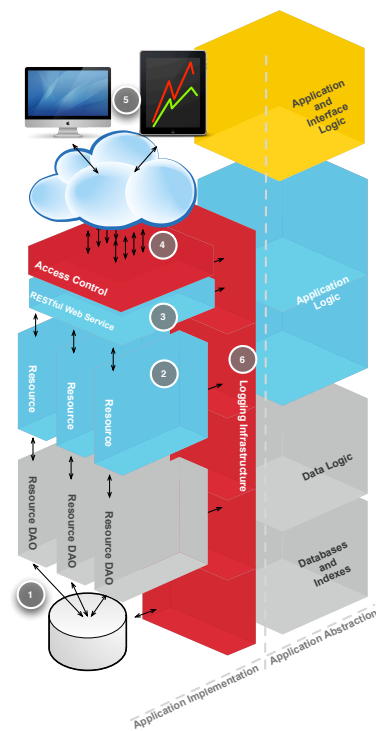 5
Application
and
Interface
Logic
4
Access Control
RESTful Web Service
3
Application
Logic
6
2
Resource
Resource
Resource
Logging Infrastructure
Data Logic
Resource DAO
Resource DAO
Resource DAO
Databases
and
Indexes
1
Application Implementation
Application Abstraction